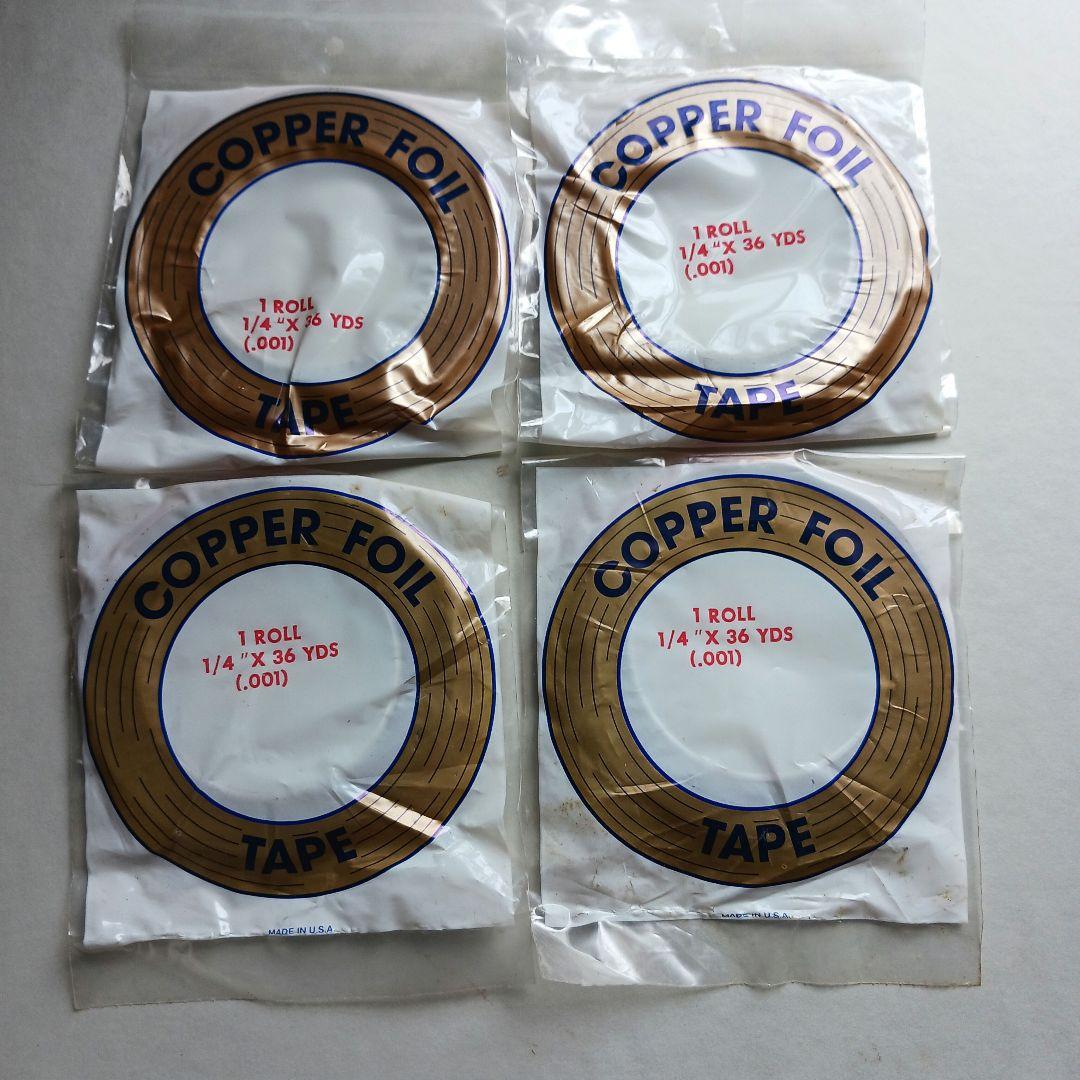 COPPER FOIL
1 ROLL
1/4 "X 36 YDS
(.001)
TAPE
COPPER FOIL
1 ROLL
1/4 "X 36 YDS
(.001)
TAPE
COPPER FOIL
1 ROLL
1/4 "X 36 YDS
(.001)
TAPE
MADE IN U.S.A.
COPPER FOIL
1 ROLL
1/4 "X 36 YDS
(.001)
TAPE
MADE IN U.S.A.